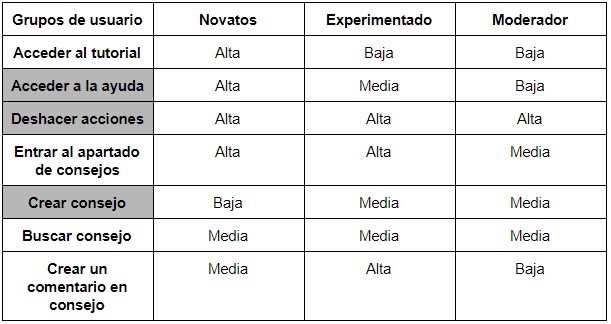 Grupos de usuario Novatos Experimentado Moderador
Acceder al tutorial Alta Baja Baja
Acceder a la ayuda Alta Media Baja
Deshacer acciones Alta Alta Alta
Entrar al apartado Alta Alta Media
de consejos
Crear consejo Baja Media Media
Buscar consejo Media Media Media
Crear un Media Alta Baja
comentario en
consejo